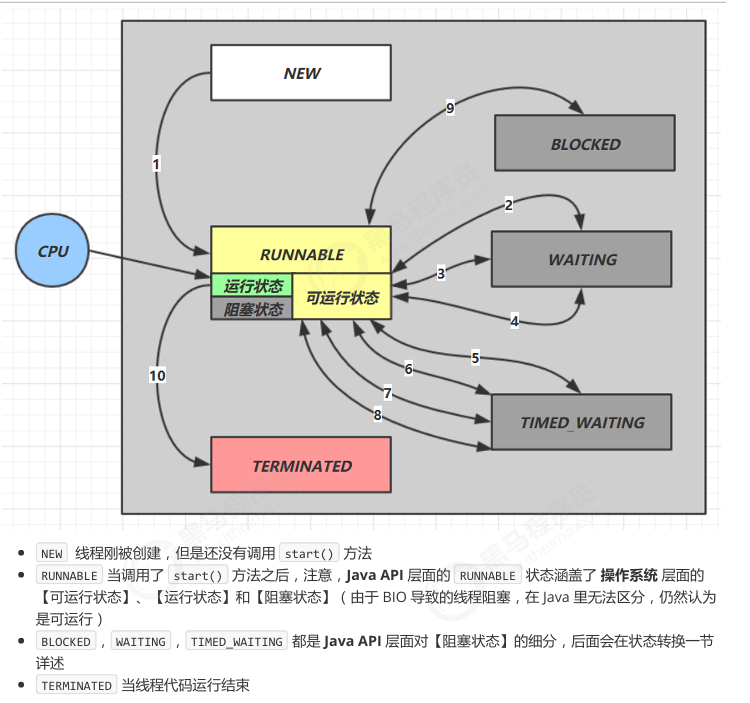 NEW
9
BLOCKED
1
2
CPU
RUNNABLE
WAITING
3
运行状态
可运行状态
阻塞状态
4
5
10
6
7
8
TIMED_WAITING
TERMINATED
黑马程序员
itheima.com
• NEW 线程刚被创建，但是还没有调用 start() 方法
• RUNNABLE 当调用了 start() 方法之后，注意，Java API 层面的 RUNNABLE 状态涵盖了 操作系统 层面的
【可运行状态】、【运行状态】和【阻塞状态】（由于 BIO 导致的线程阻塞，在 Java 里无法区分，仍然认为
是可运行）
• BLOCKED ， WAITING ， TIMED_WAITING 都是 Java API 层面对【阻塞状态】的细分，后面会在状态转换一节
详述
• TERMINATED 当线程代码运行结束